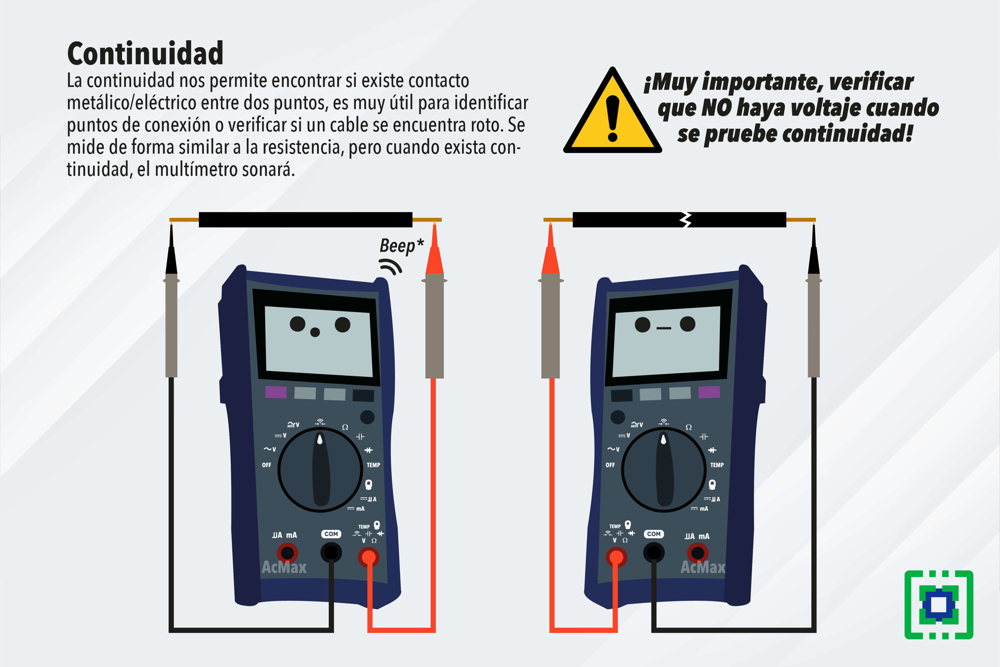 Continuidad
La continuidad nos permite encontrar si existe contacto
metálico/eléctrico entre dos puntos, es muy útil para identificar
puntos de conexión o verificar si un cable se encuentra roto. Se
mide de forma similar a la resistencia, pero cuando exista con-
tinuidad, el multímetro sonará.
¡Muy importante, verificar
que NO haya voltaje cuando
se pruebe continuidad!
Beep*
Ω
V
~V
OFF
TEMP
A
mA
TEMP
COM
mA
V Ω
AcMax
Ω
V
~V
OFF
TEMP
A
mA
TEMP
COM
mA
V Ω
AcMax